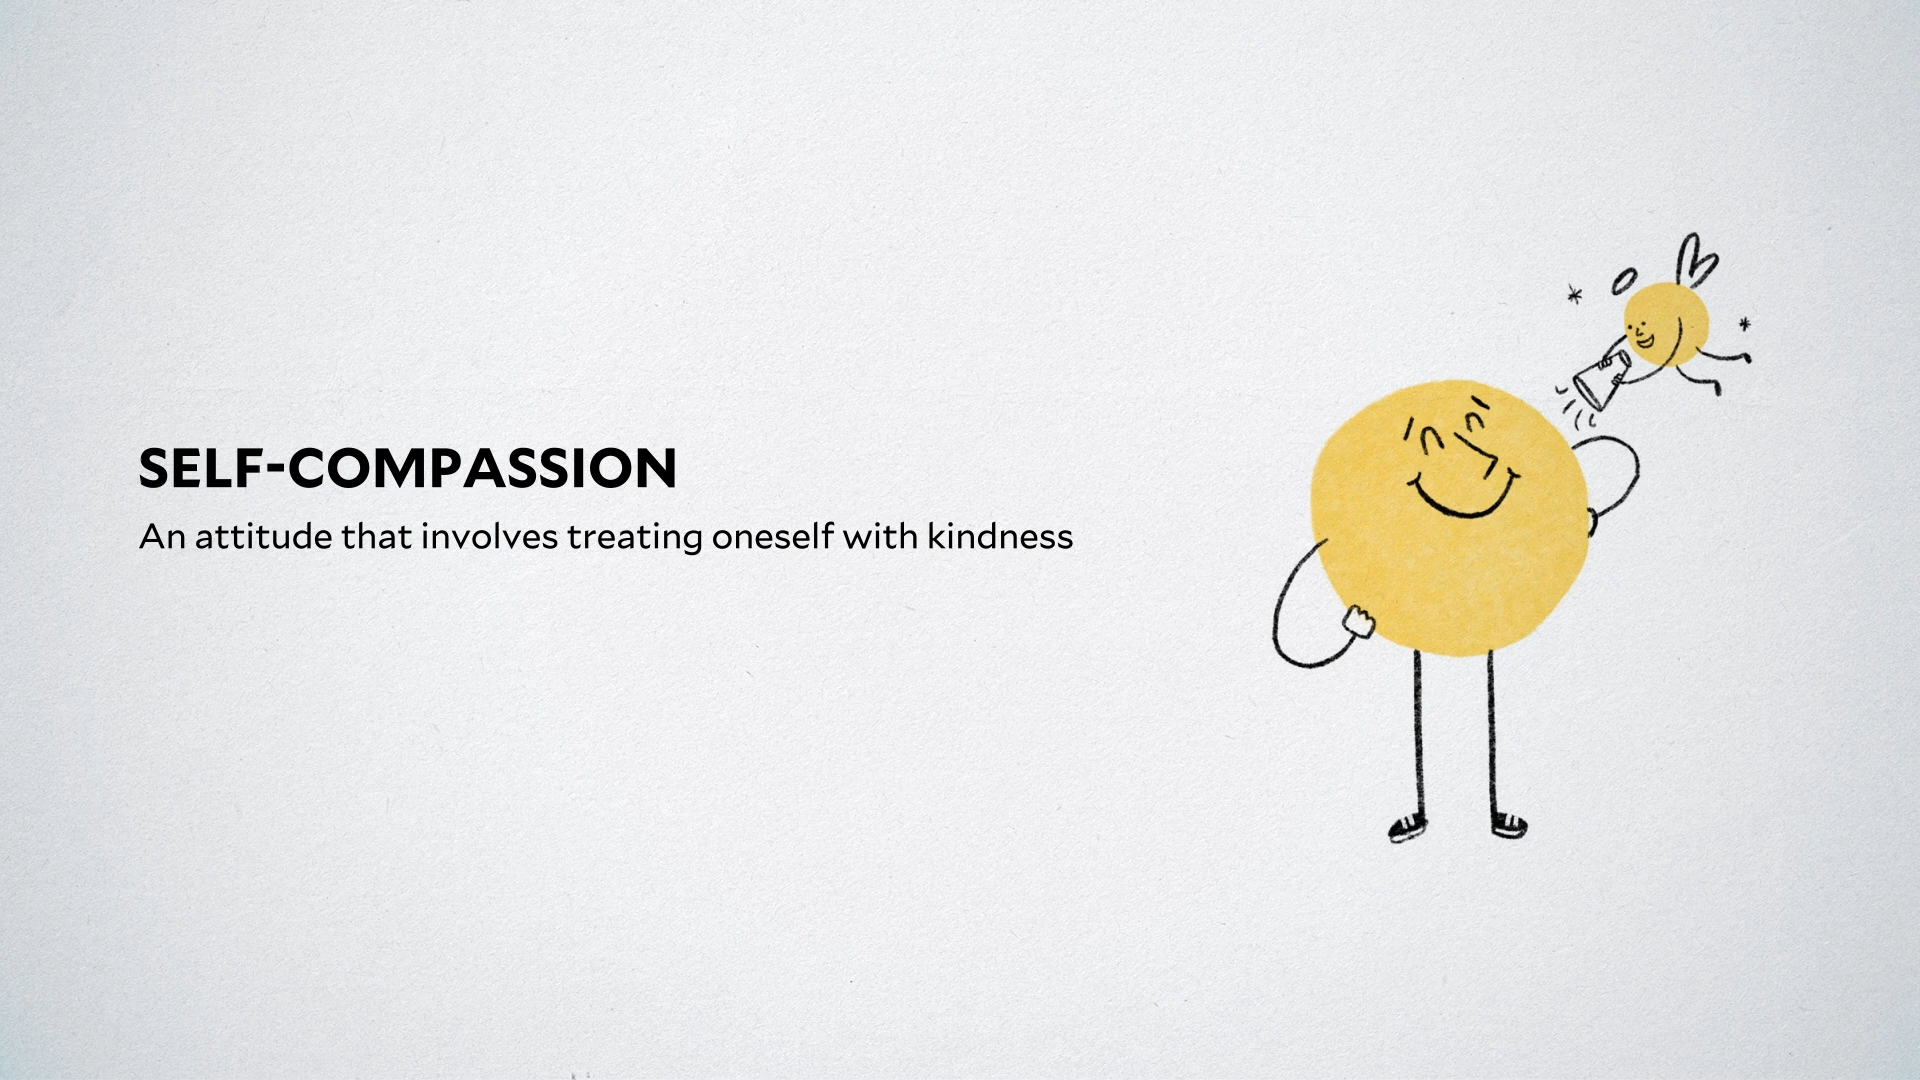 SELF-COMPASSION
An attitude that involves treating oneself with kindness